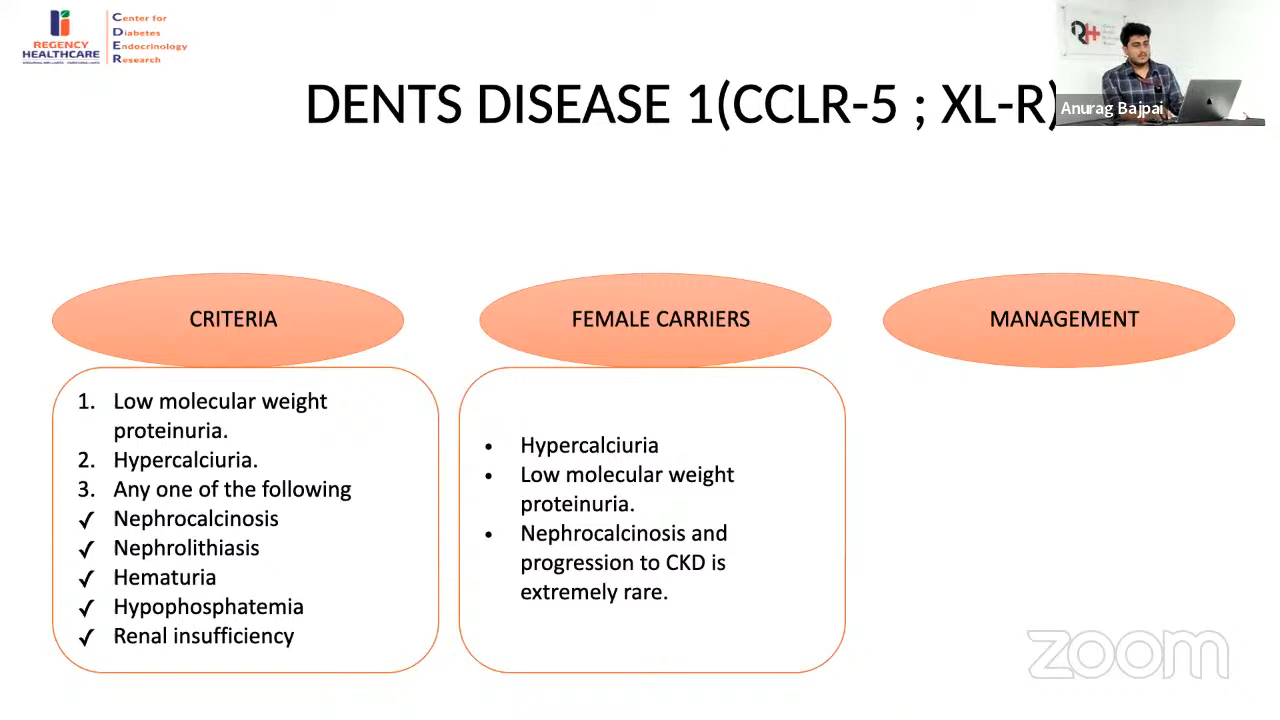 REGENCY
HEALTHCARE
Center for
Diabetes
Endocrinology
Research
DENTS DISEASE 1(CCLR-5 ; XL-R)
Anurag Bajpai
CRITERIA
1. Low molecular weight
proteinuria.
2. Hypercalciuria.
3. Any one of the following
✓ Nephrocalcinosis
✓ Nephrolithiasis
✓ Hematuria
✓ Hypophosphatemia
✓ Renal insufficiency
FEMALE CARRIERS
• Hypercalciuria
• Low molecular weight
proteinuria.
• Nephrocalcinosis and
progression to CKD is
extremely rare.
MANAGEMENT
zoom